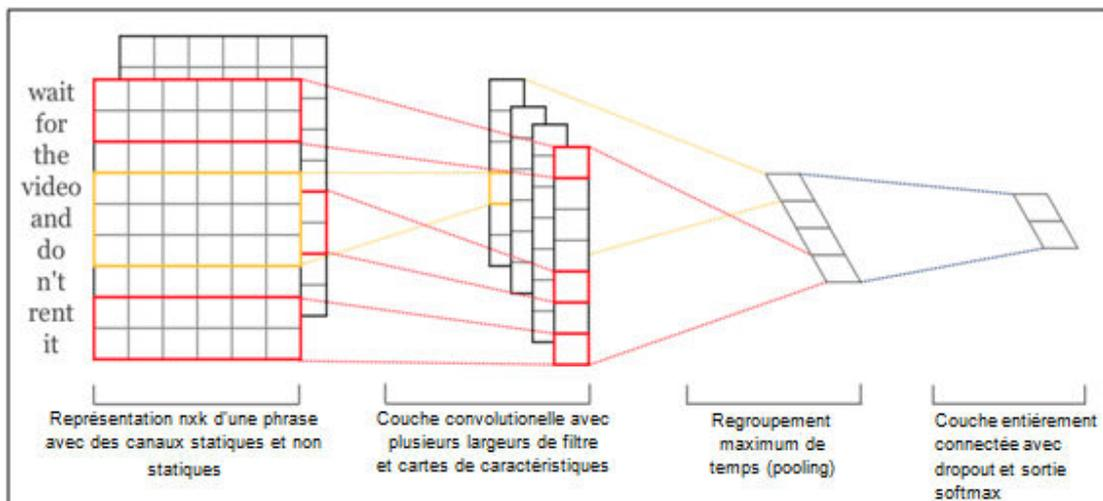 wait
for
the
video
and
do
n't
rent
it
Représentation nxk d'une phrase
avec des canaux statiques et non
statiques
Couche convolutionelle avec
plusieurs largeurs de filtre
et cartes de caractéristiques
Regroupement
maximum de
temps (pooling)
Couche entiérement
connectée avec
dropout et sortie
softmax